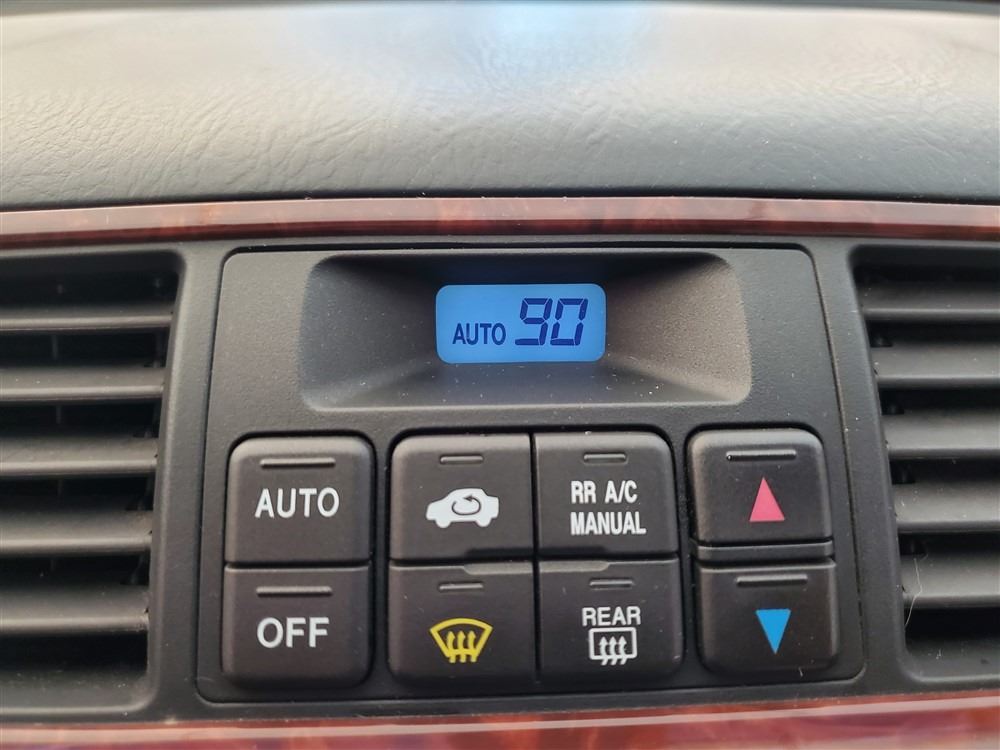 AUTO 90
AUTO
RR A/C
MANUAL
OFF
REAR